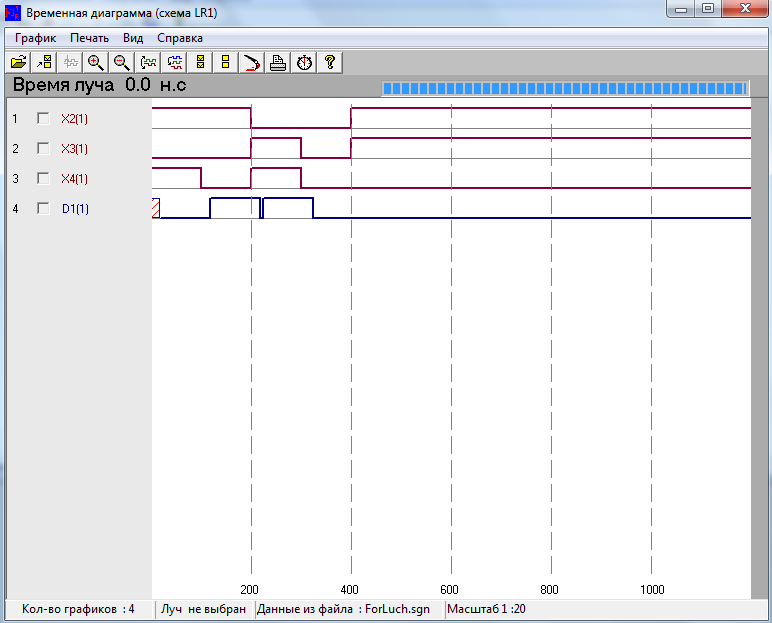 Временная диаграмма (схема LR1)
График Печать Вид Справка
Время луча 0.0 н.с
1 X2(1)
2 X3(1)
3 X4(1)
4 D1(1)
200 400 600 800 1000
Кол-во графиков : 4 Луч не выбран Данные из файла : ForLuch.sgn Масштаб 1 :20